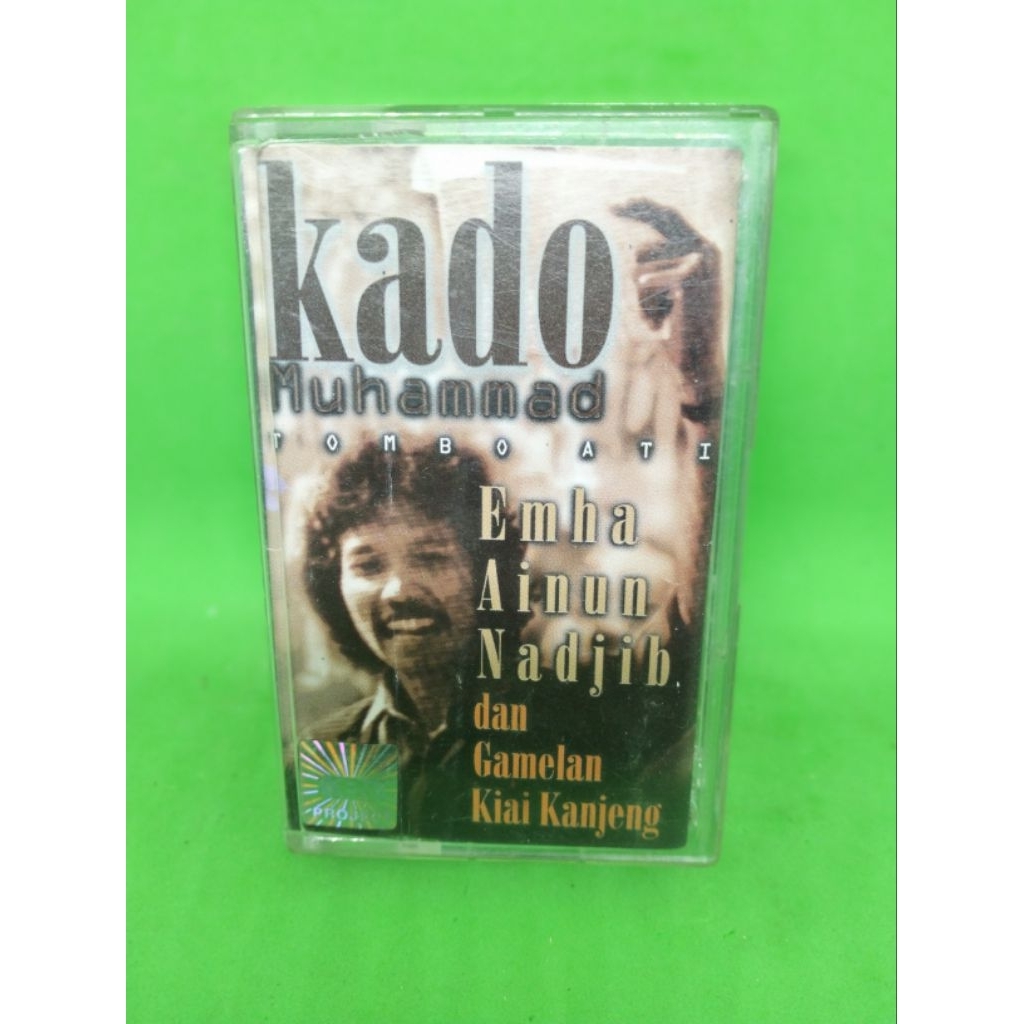 kado
Muhammad
TOMBO ATI
Emha
Ainun
Nadjib
dan
Gamelan
Kiai Kanjeng